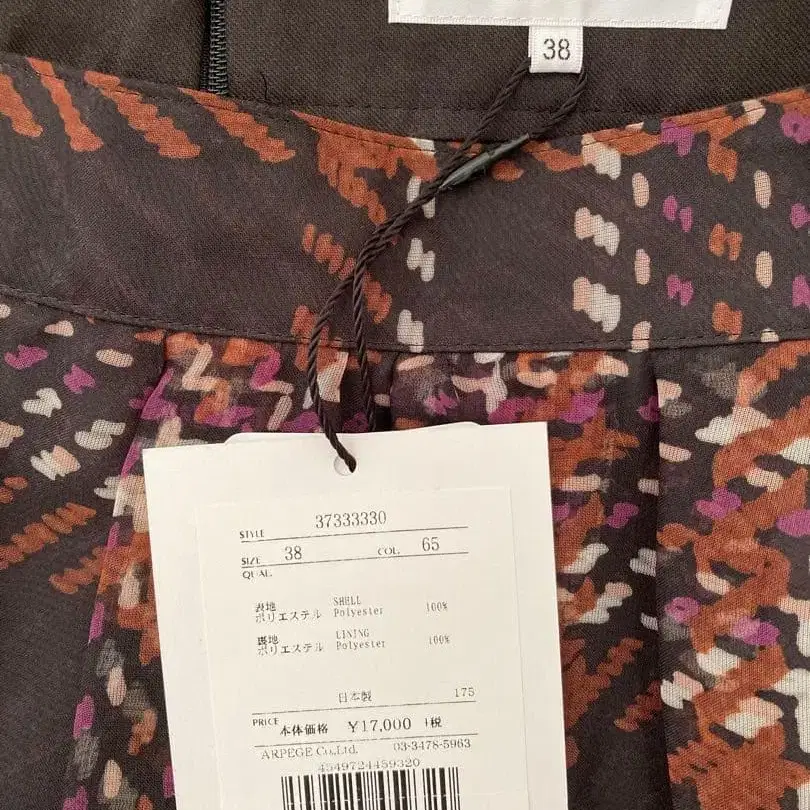 38
STYLE 37333330
SIZE 38 COL. 65
QUAL.
表地 SHELL
ポリエステル Polyester 100%
裏地 LINING
ポリエステル Polyester 100%
日本製 175
PRICE 本体価格 ¥17,000 +税
ARPEGE Co.,Ltd. 03-3478-5963
4549724459320